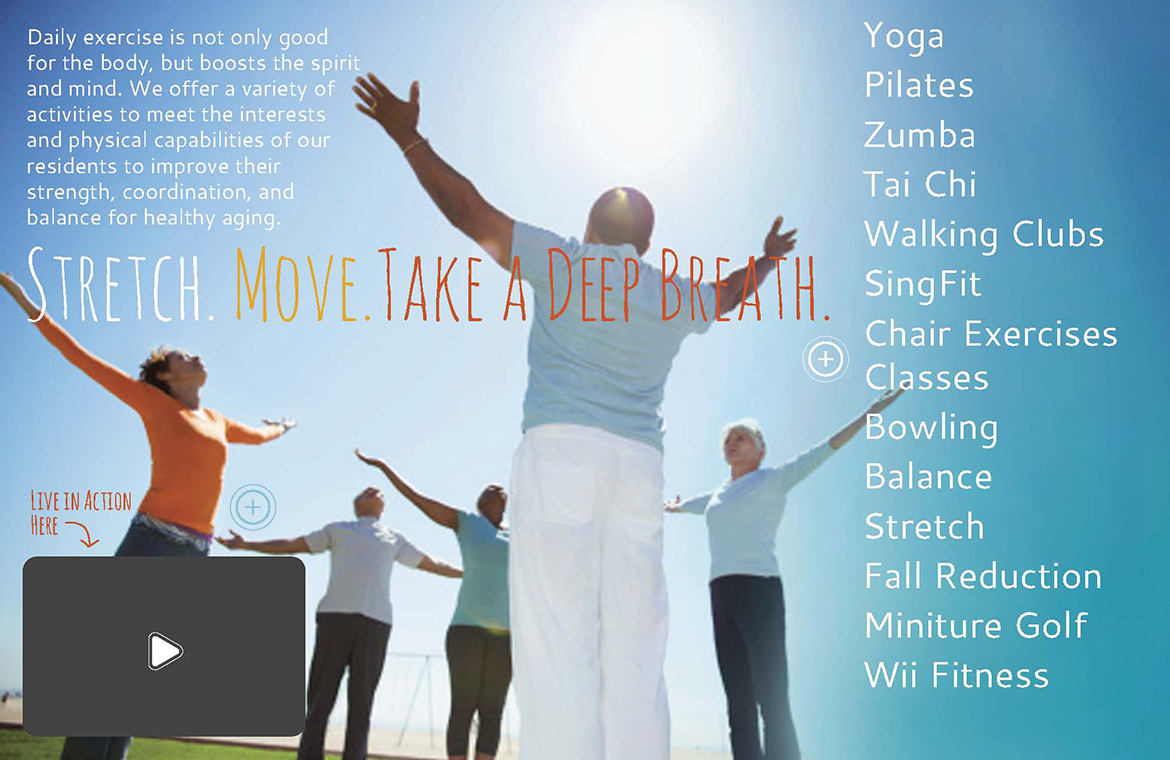 Daily exercise is not only good
for the body, but boosts the spirit
and mind. We offer a variety of
activities to meet the interests
and physical capabilities of our
residents to improve their
strength, coordination, and
balance for healthy aging.
Stretch. Move. Take a Deep Breath.
Live in Action
Here
Yoga
Pilates
Zumba
Tai Chi
Walking Clubs
SingFit
Chair Exercises
Classes
Bowling
Balance
Stretch
Fall Reduction
Miniture Golf
Wii Fitness